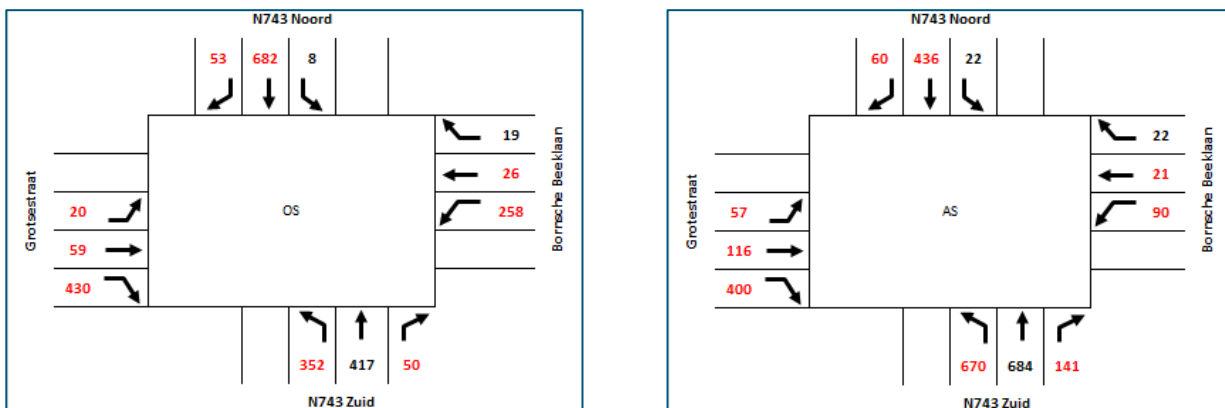 N743 Noord
53 682 8
19
26
258
Bornsche Beeklaan
Grotsestraat
20
59
430
OS
352 417 50
N743 Zuid
N743 Noord
60 436 22
22
21
90
Bornsche Beeklaan
Grotestraat
57
116
400
AS
670 684 141
N743 Zuid